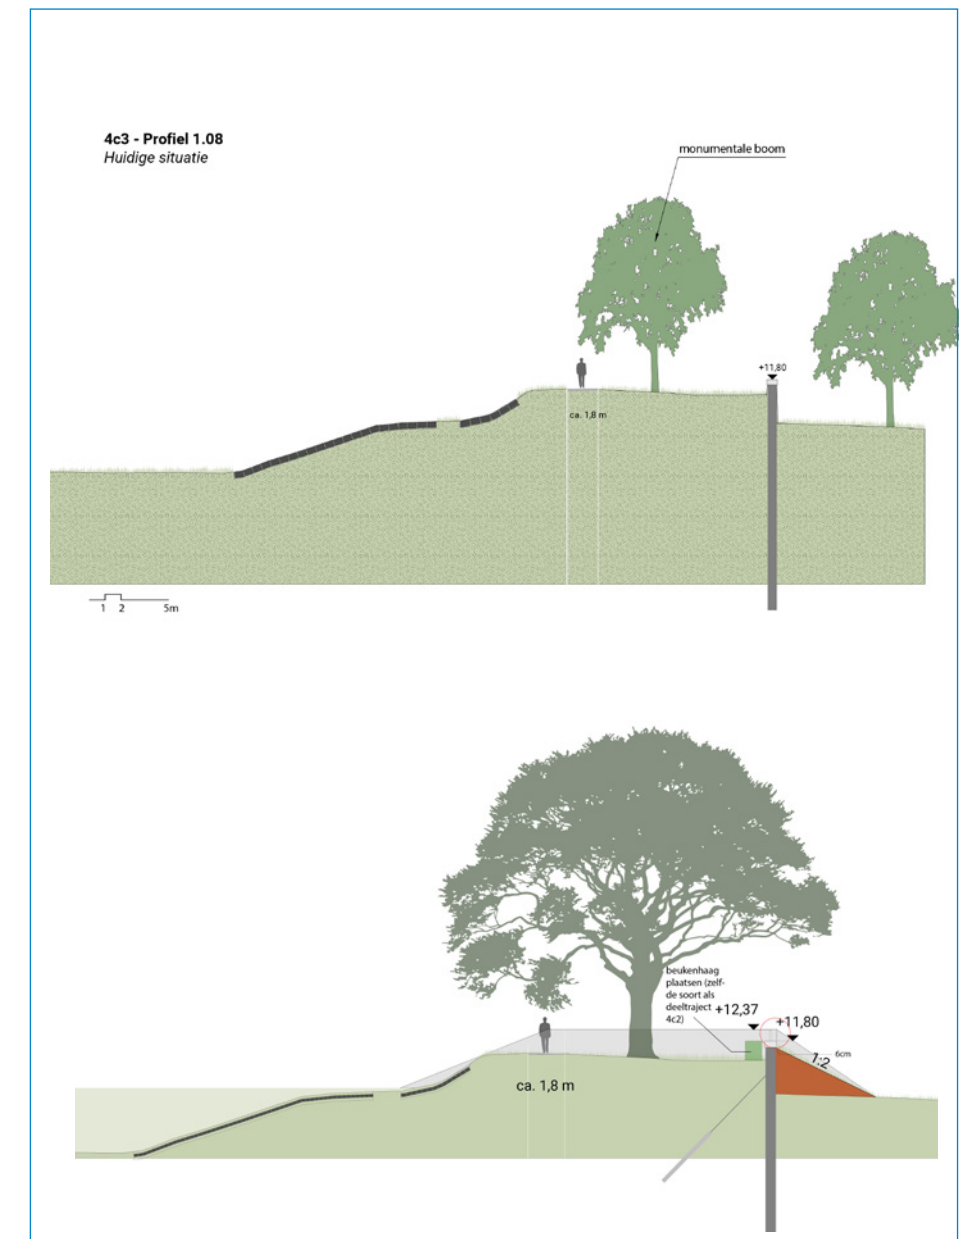 4c3 - Profiel 1.08
Huidige situatie
monumentale boom
+11,80
ca. 1,8 m
1 2 5m
beukenhaag
plaatsen (zelf-
de soort als
deeltraject
4c2)
+12,37
+11,80
6cm
1:2
ca. 1,8 m